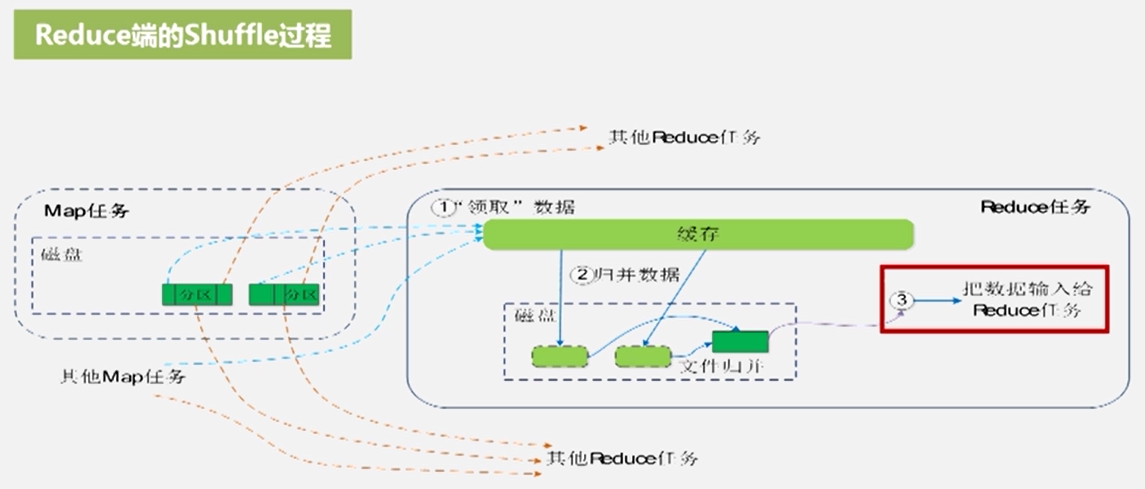 Reduce端的Shuffle过程
其他Reduce任务
Map任务
①“领取”数据
Reduce任务
缓存
磁盘
②归并数据
分区
分区
③
把数据输入给
Reduce任务
磁盘
文件归并
其他Map任务
其他Reduce任务